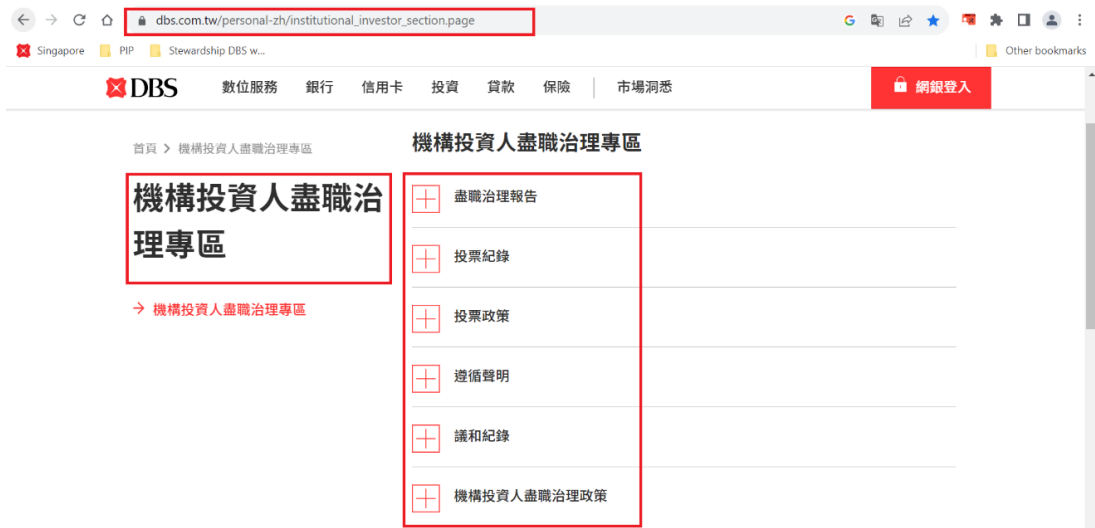 dbs.com.tw/personal-zh/institutional_investor_section.page
Singapore PIP Stewardship DBS w... Other bookmarks
DBS 數位服務 銀行 信用卡 投資 貸款 保險 市場洞悉 網銀登入
首頁 > 機構投資人盡職治理專區
機構投資人盡職治
理專區
→ 機構投資人盡職治理專區
機構投資人盡職治理專區
盡職治理報告
投票紀錄
投票政策
遵循聲明
議和紀錄
機構投資人盡職治理政策